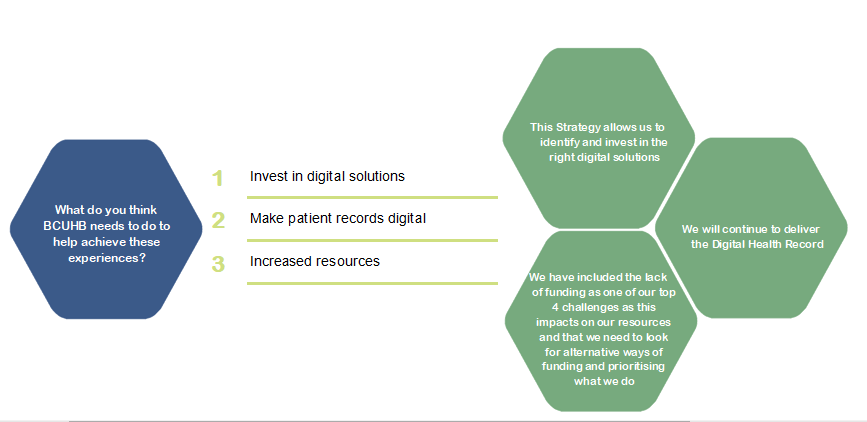 What do you think
BCUHB needs to do to
help achieve these
experiences?
1 Invest in digital solutions
2 Make patient records digital
3 Increased resources
This Strategy allows us to
identify and invest in the
right digital solutions
We will continue to deliver
the Digital Health Record
We have included the lack
of funding as one of our top
4 challenges as this
impacts on our resources
and that we need to look
for alternative ways of
funding and prioritising
what we do